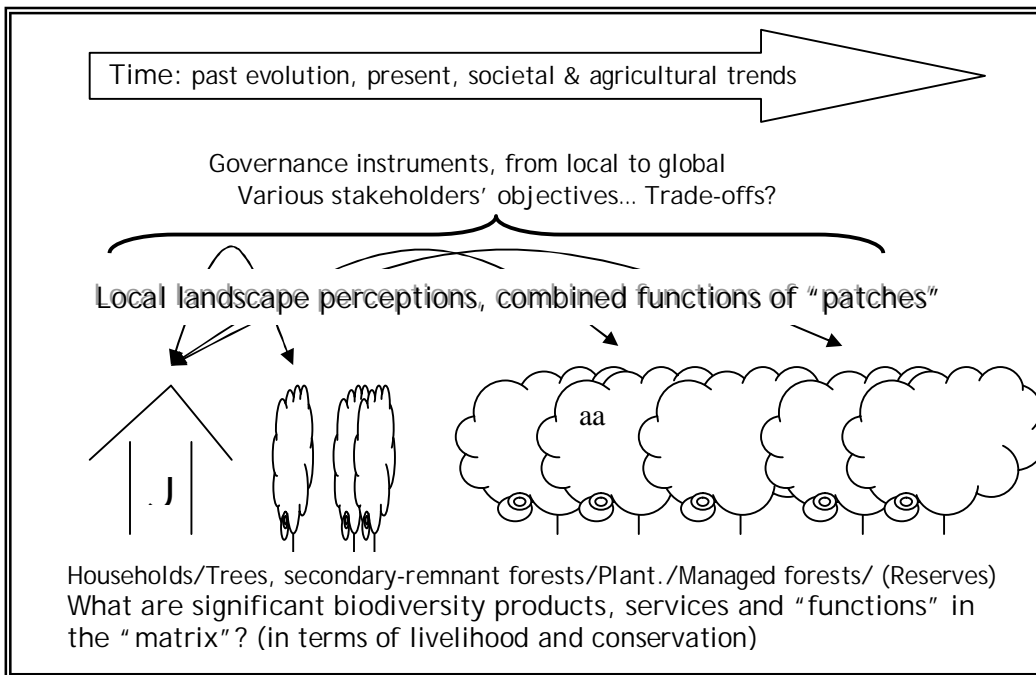 Time: past evolution, present, societal & agricultural trends
Governance instruments, from local to global
Various stakeholders’ objectives... Trade-offs?
Local landscape perceptions, combined functions of “patches”
aa
Households/Trees, secondary-remnant forests/Plant./Managed forests/ (Reserves)
What are significant biodiversity products, services and “functions” in
the “matrix”? (in terms of livelihood and conservation)